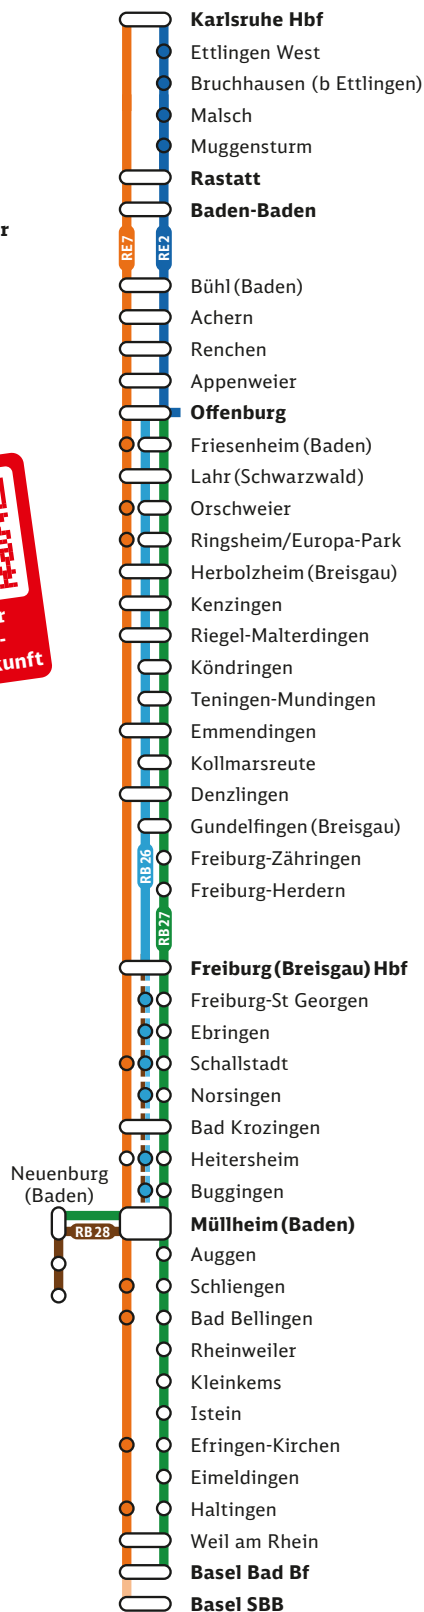 Karlsruhe Hbf
Ettlingen West
Bruchhausen (b Ettlingen)
Malsch
Muggensturm
Rastatt
Baden-Baden
r
RE7
RE2
Bühl (Baden)
Achern
Renchen
Appenweier
Offenburg
Friesenheim (Baden)
Lahr (Schwarzwald)
Orschweier
Ringsheim/Europa-Park
Herbolzheim (Breisgau)
Kenzingen
r
-
kunft
Riegel-Malterdingen
Köndringen
Teningen-Mundingen
Emmendingen
Kollmarsreute
Denzlingen
Gundelfingen (Breisgau)
RB 26
Freiburg-Zähringen
Freiburg-Herdern
RB 27
Freiburg (Breisgau) Hbf
Freiburg-St Georgen
Ebringen
Schallstadt
Norsingen
Bad Krozingen
Heitersheim
Buggingen
Neuenburg
(Baden)
RB 28
Müllheim (Baden)
Auggen
Schliengen
Bad Bellingen
Rheinweiler
Kleinkems
Istein
Efringen-Kirchen
Eimeldingen
Haltingen
Weil am Rhein
Basel Bad Bf
Basel SBB